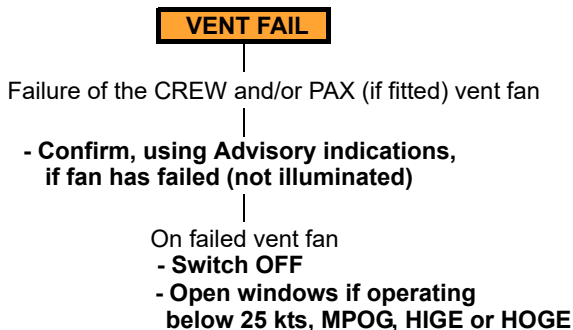 VENT FAIL
Failure of the CREW and/or PAX (if fitted) vent fan
- Confirm, using Advisory indications,
if fan has failed (not illuminated)
On failed vent fan
- Switch OFF
- Open windows if operating
below 25 kts, MPOG, HIGE or HOGE